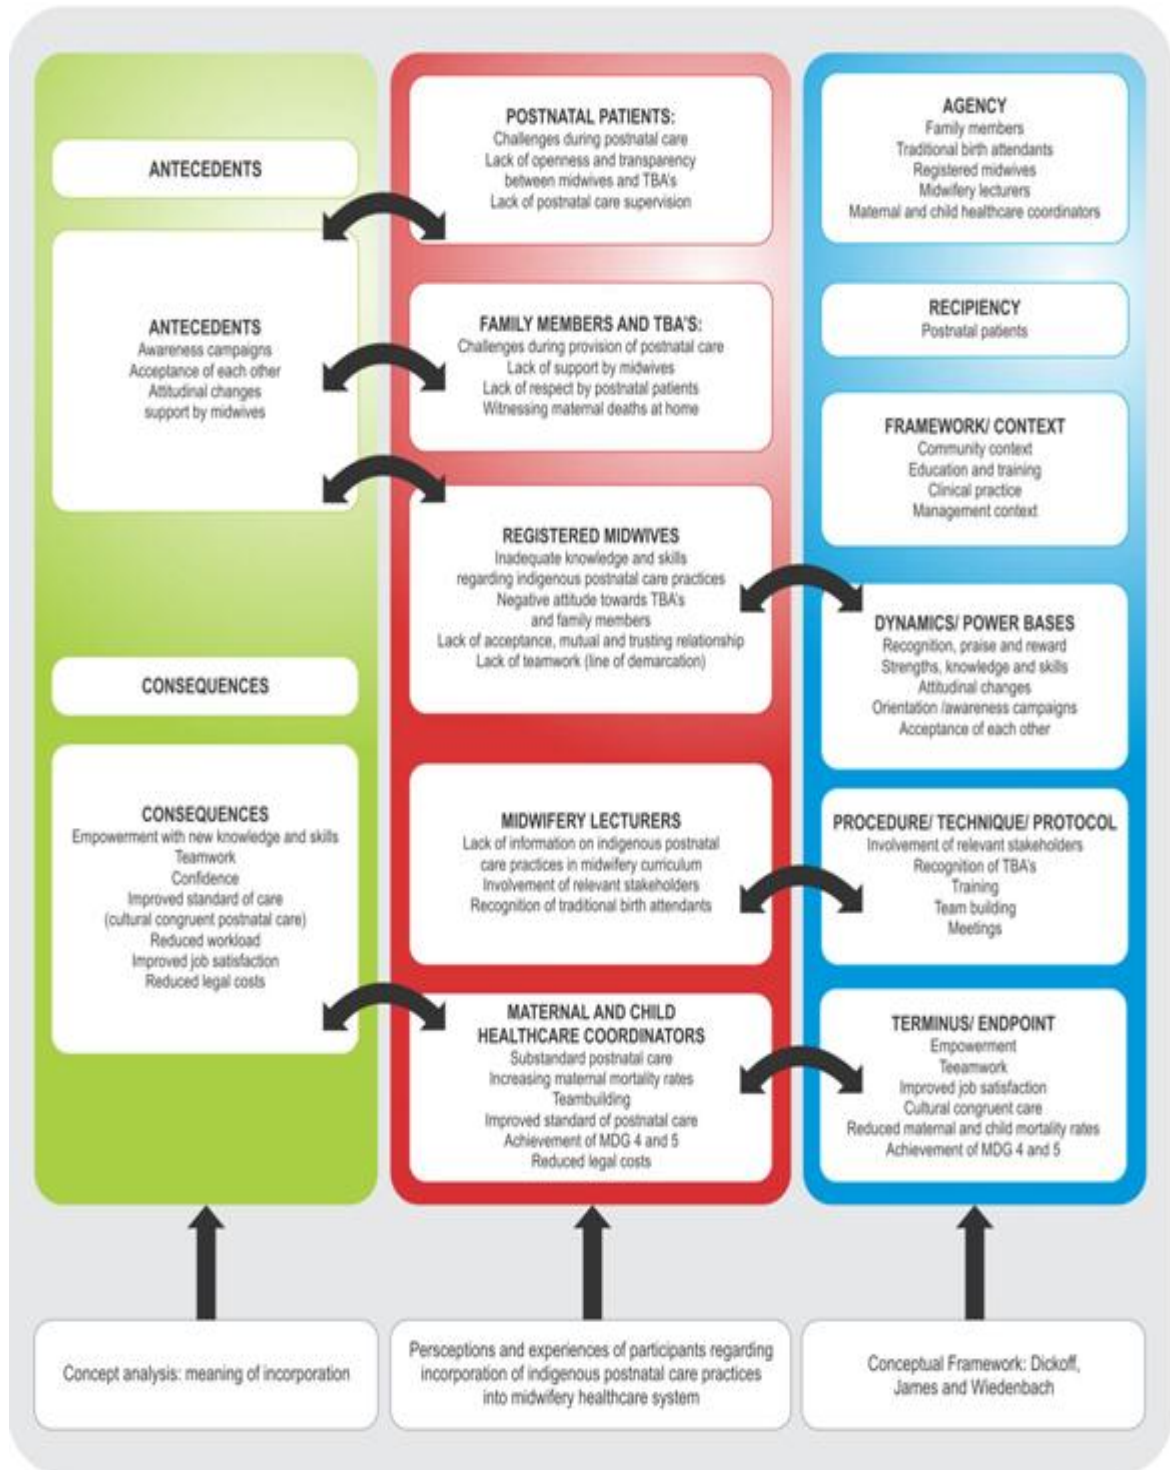 ANTECEDENTS
ANTECEDENTS
Awareness campaigns
Acceptance of each other
Attitudinal changes
support by midwives
CONSEQUENCES
CONSEQUENCES
Empowerment with new knowledge and skills
Teamwork
Confidence
Improved standard of care
(cultural congruent postnatal care)
Reduced workload
Improved job satisfaction
Reduced legal costs
POSTNATAL PATIENTS:
Challenges during postnatal care
Lack of openness and transparency
between midwives and TBA's
Lack of postnatal care supervision
FAMILY MEMBERS AND TBA'S:
Challenges during provision of postnatal care
Lack of support by midwives
Lack of respect by postnatal patients
Witnessing maternal deaths at home
REGISTERED MIDWIVES
Inadequate knowledge and skills
regarding indigenous postnatal care practices
Negative attitude towards TBA's
and family members
Lack of acceptance, mutual and trusting relationship
Lack of teamwork (line of demarcation)
MIDWIFERY LECTURERS
Lack of information on indigenous postnatal
care practices in midwifery curriculum
Involvement of relevant stakeholders
Recognition of traditional birth attendants
MATERNAL AND CHILD
HEALTHCARE COORDINATORS
Substandard postnatal care
Increasing maternal mortality rates
Teambuilding
Improved standard of postnatal care
Achievement of MDG 4 and 5
Reduced legal costs
AGENCY
Family members
Traditional birth attendants
Registered midwives
Midwifery lecturers
Maternal and child healthcare coordinators
RECIPIENCY
Postnatal patients
FRAMEWORK/ CONTEXT
Community context
Education and training
Clinical practice
Management context
DYNAMICS/ POWER BASES
Recognition, praise and reward
Strengths, knowledge and skills
Attitudinal changes
Orientation /awareness campaigns
Acceptance of each other
PROCEDURE/ TECHNIQUE/ PROTOCOL
Involvement of relevant stakeholders
Recognition of TBA's
Training
Team building
Meetings
TERMINUS/ ENDPOINT
Empowerment
Teeamwork
Improved job satisfaction
Cultural congruent care
Reduced maternal and child mortality rates
Achievement of MDG 4 and 5
Concept analysis: meaning of incorporation
Persceptions and experiences of participants regarding
incorporation of indigenous postnatal care practices
into midwifery healthcare system
Conceptual Framework: Dickoff,
James and Wiedenbach